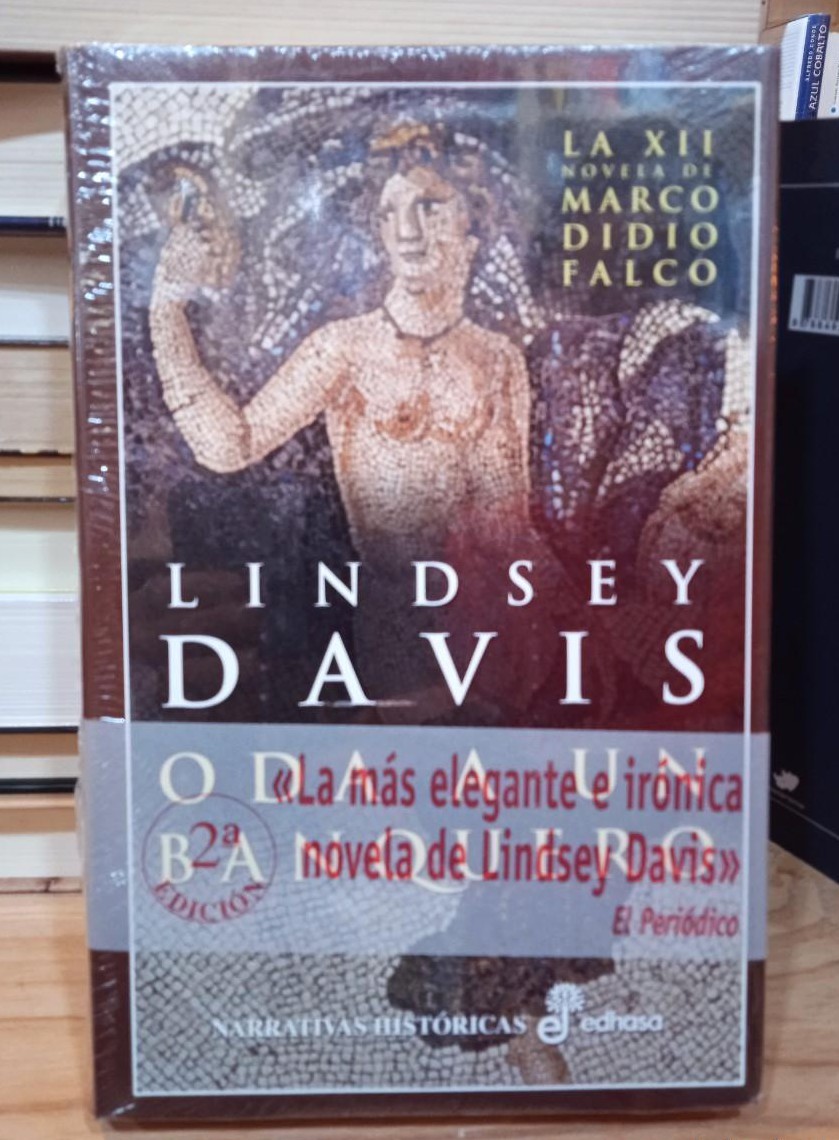 LA XII
NOVELA DE
MARCO
DIDIO
FALCO
LINDSEY
DAVIS
ODA A UN
BANQUERO
«La más elegante e irónica
novela de Lindsey Davis»
El Periódico
2ª
EDICIÓN
NARRATIVAS HISTÓRICAS edhasa
AZUL COBALTO